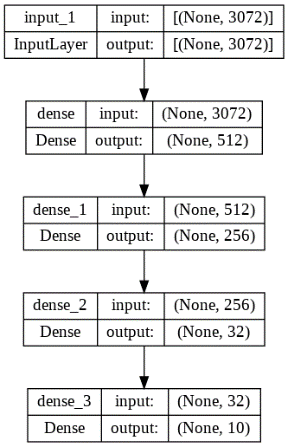 input_1 input: [(None, 3072)]
InputLayer output: [(None, 3072)]
dense input: (None, 3072)
Dense output: (None, 512)
dense_1 input: (None, 512)
Dense output: (None, 256)
dense_2 input: (None, 256)
Dense output: (None, 32)
dense_3 input: (None, 32)
Dense output: (None, 10)